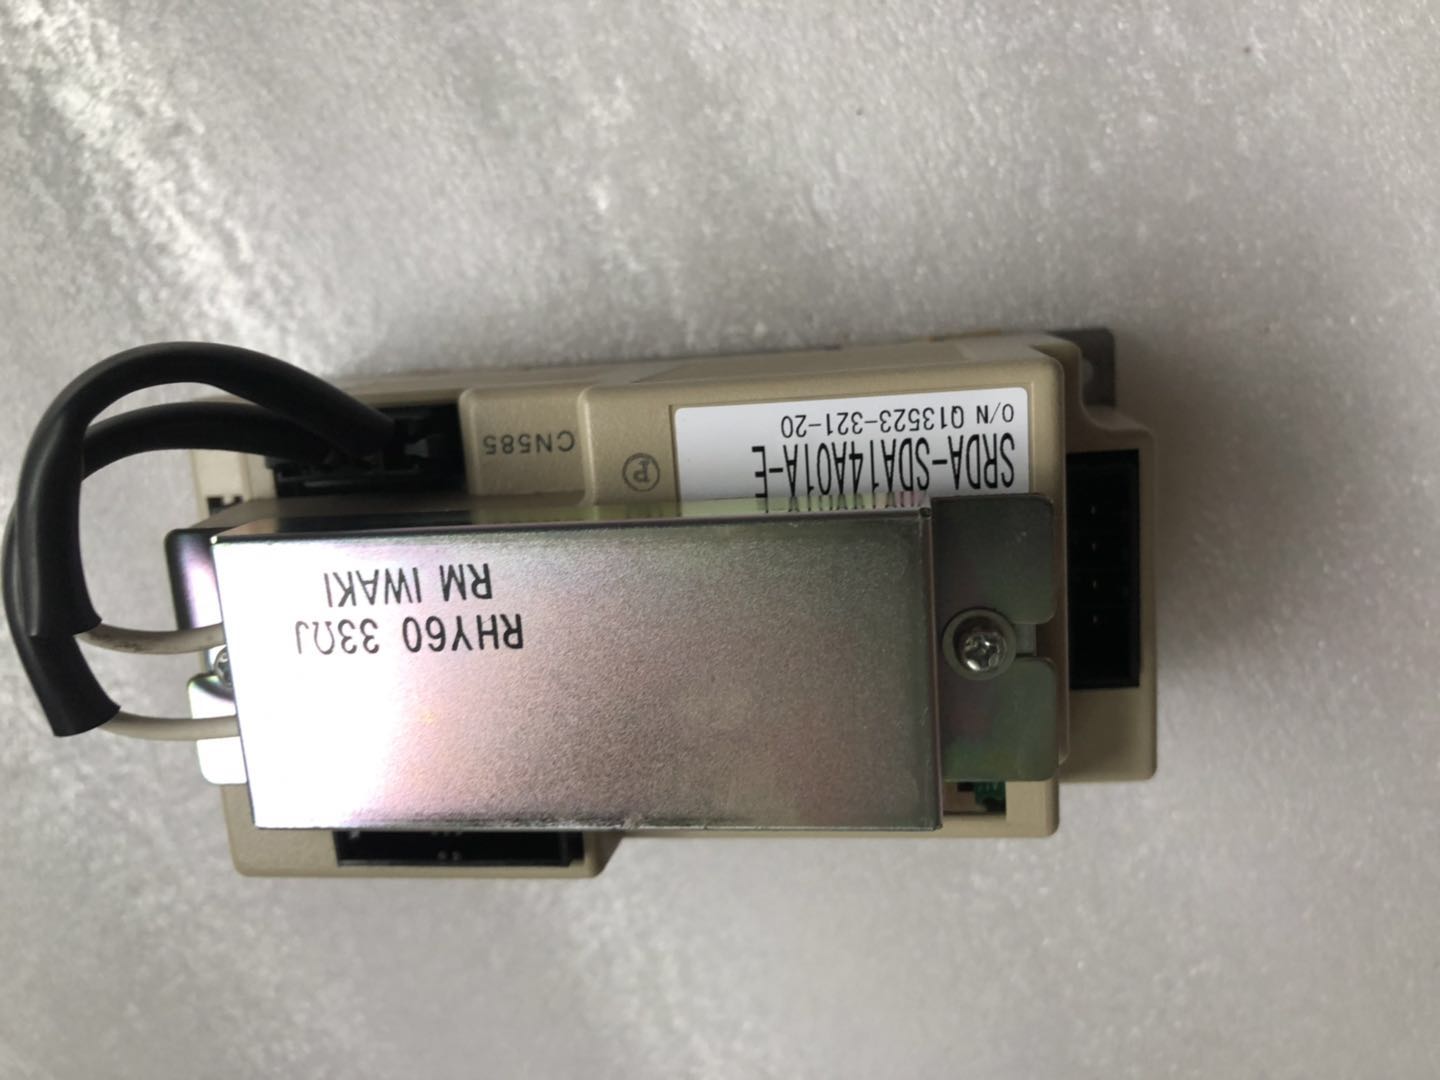 RHY60 33ΩJ
RM IWAKI
SRDA-SDA14A01A-E
O/N Q13523-321-20
CN585
P